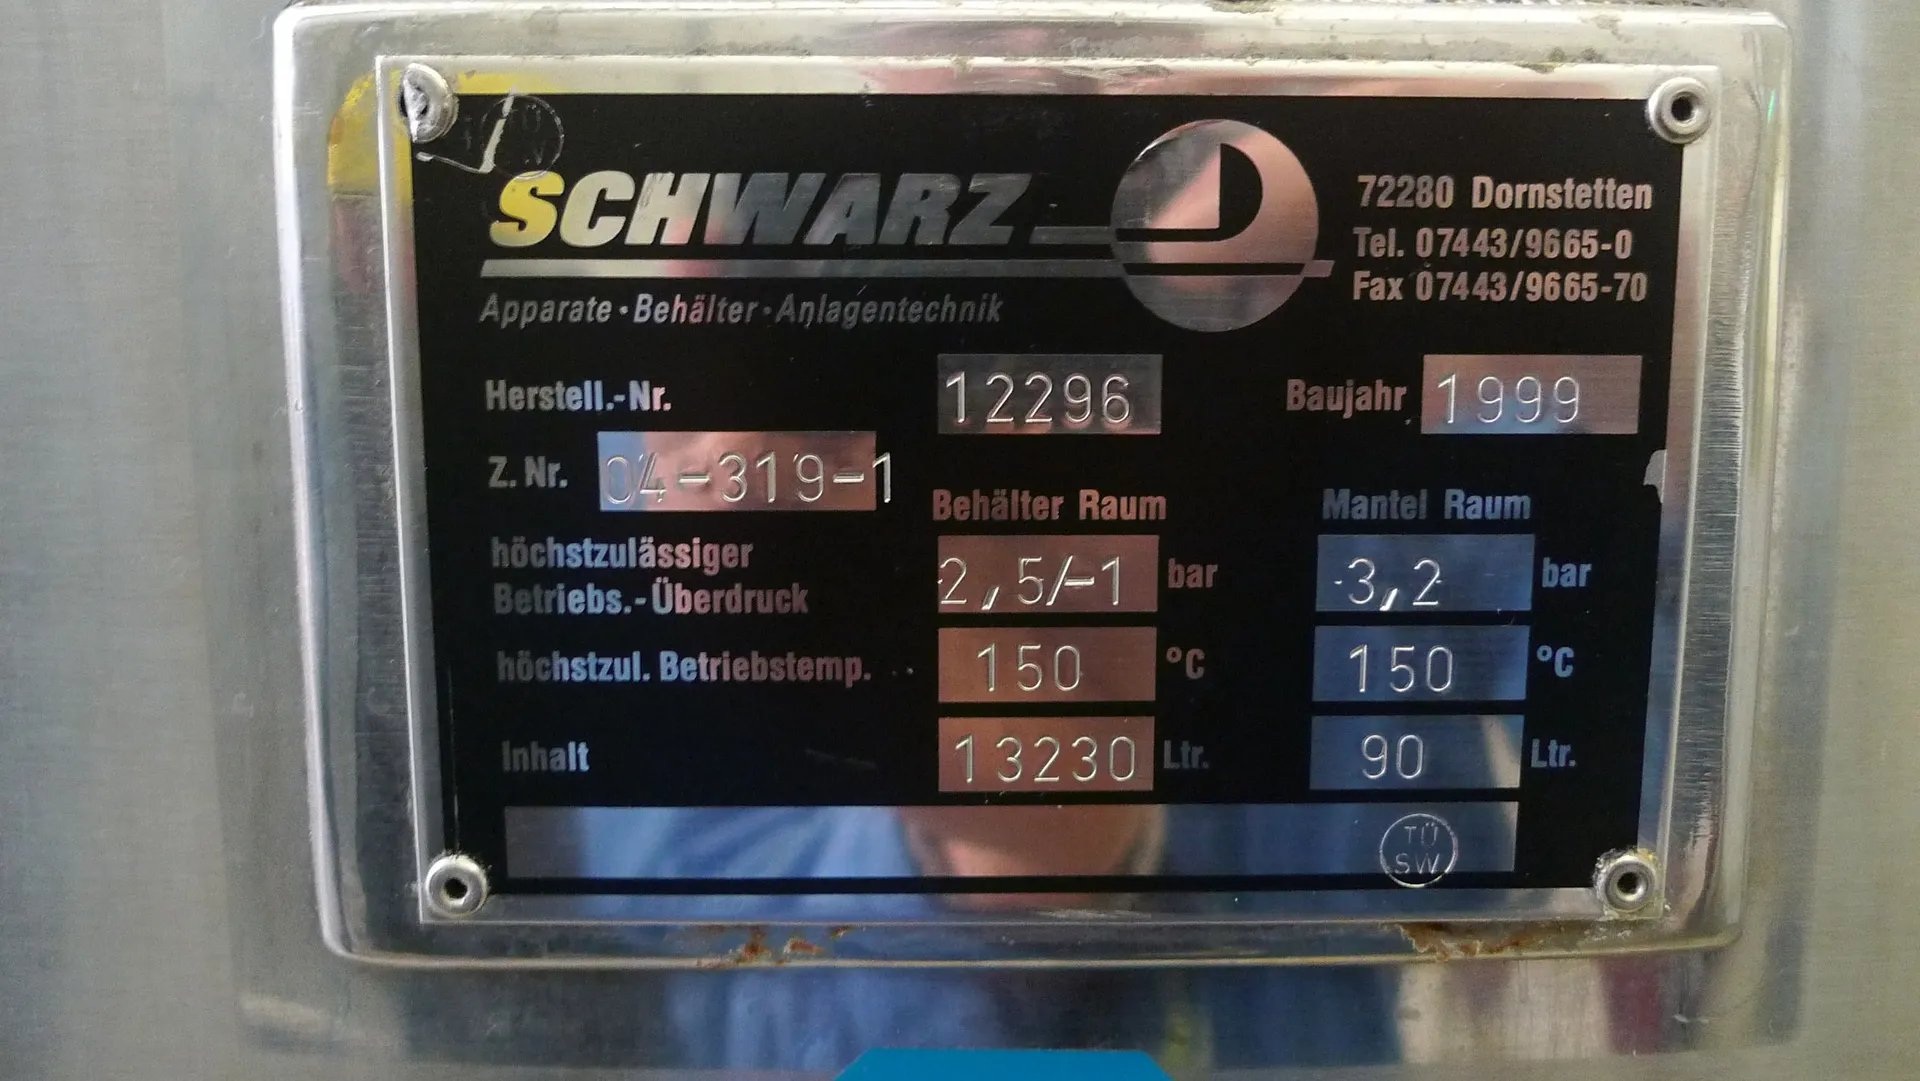 SCHWARZ
72280 Dornstetten
Tel. 07443/9665-0
Fax 07443/9665-70
Apparate·Behälter·Anlagentechnik
Herstell.-Nr. 12296 Baujahr 1999
Z. Nr. 04-319-1
Behälter Raum Mantel Raum
höchstzulässiger
Betriebs.-Überdruck 2,5/-1 bar 3,2 bar
höchstzul. Betriebstemp. 150 °C 150 °C
Inhalt 13230 Ltr. 90 Ltr.
TÜ
SW